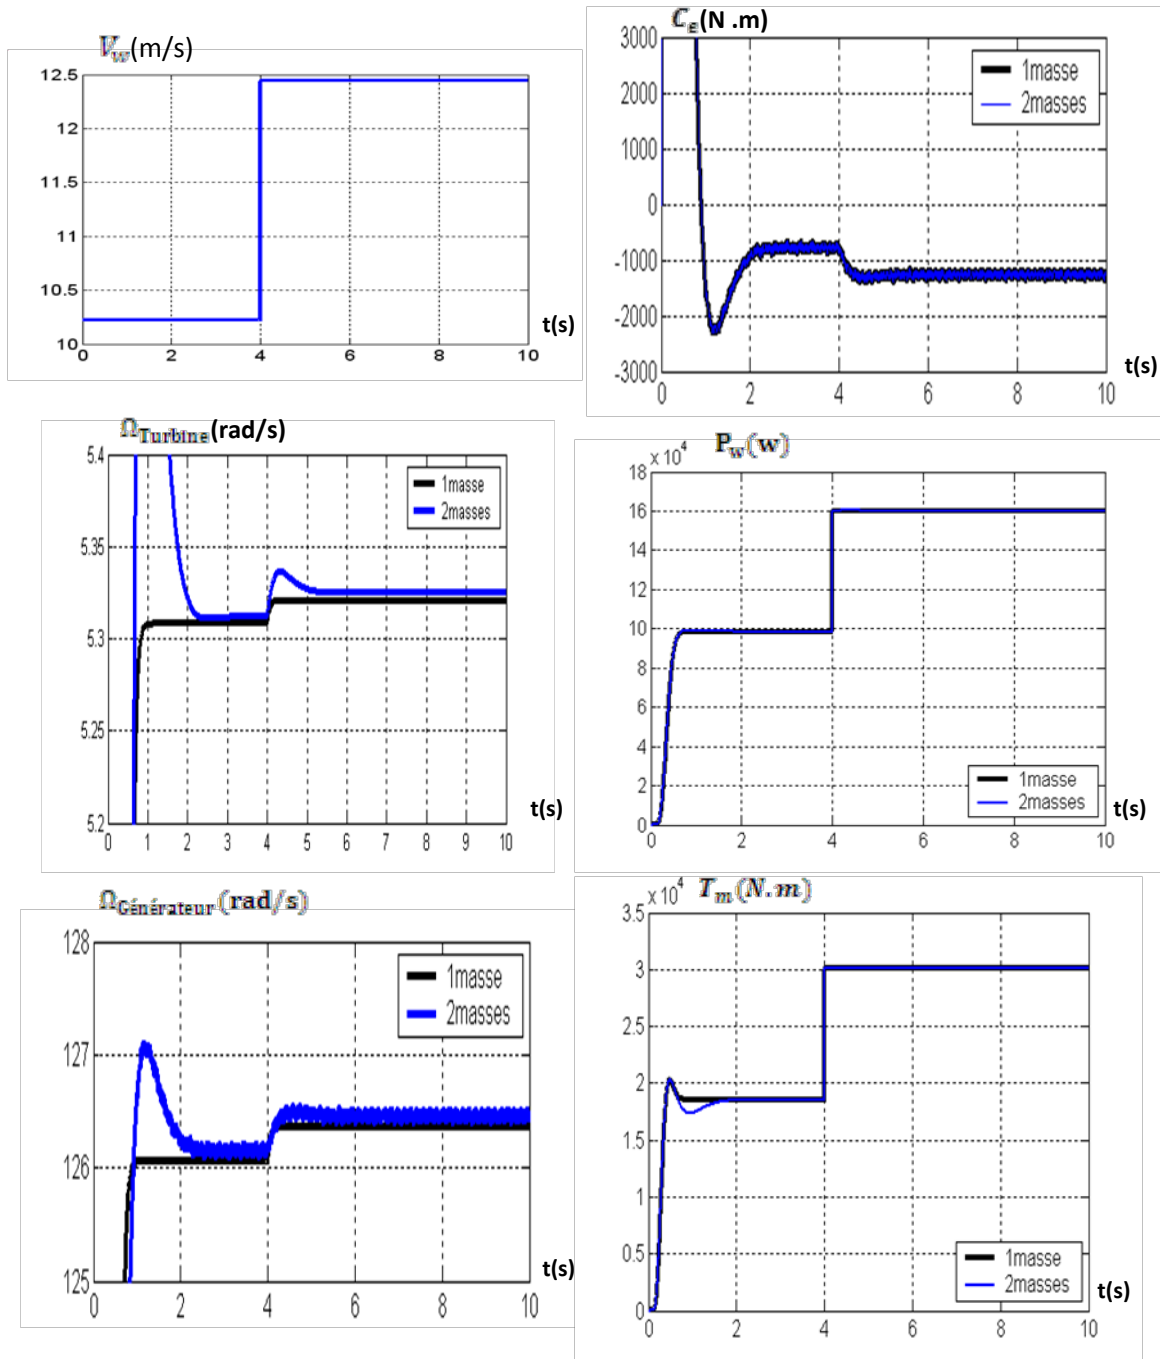 V_w(m/s)
12.5
12
11.5
11
10.5
10
0 2 4 6 8 10
t(s)
C_e(N .m)
3000
2000
1000
0
-1000
-2000
-3000
1masse
2masses
0 2 4 6 8 10
t(s)
Ω_Turbine(rad/s)
5.4
5.35
5.3
5.25
5.2
1masse
2masses
0 1 2 3 4 5 6 7 8 9 10
t(s)
P_w(w)
x 10^4
18
16
14
12
10
8
6
4
2
0
1masse
2masses
0 2 4 6 8 10
t(s)
Ω_Générateur(rad/s)
128
127
126
125
1masse
2masses
0 2 4 6 8 10
t(s)
T_m(N.m)
x 10^4
3.5
3
2.5
2
1.5
1
0.5
0
1masse
2masses
0 2 4 6 8 10
t(s)